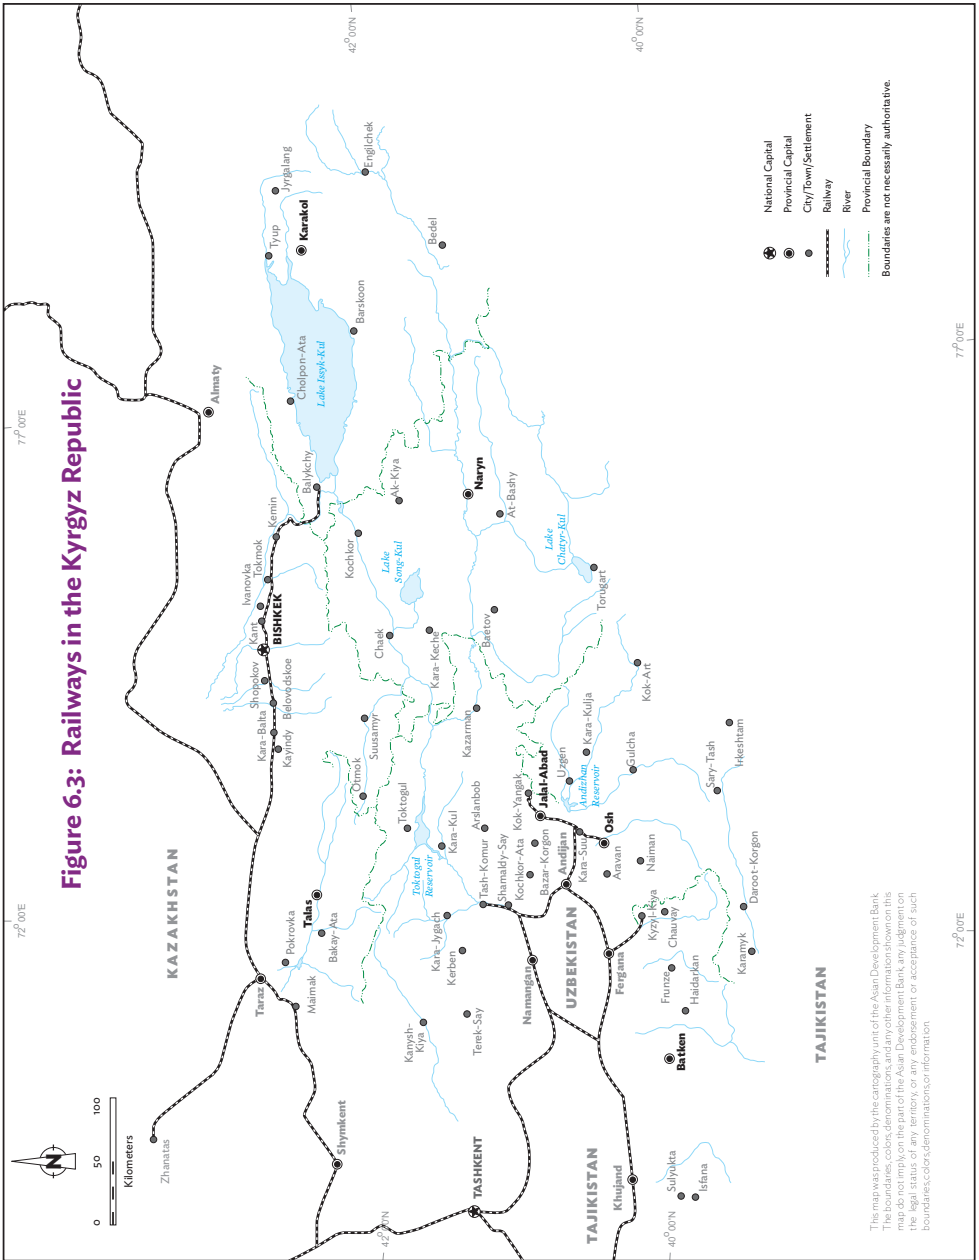 Figure 6.3: Railways in the Kyrgyz Republic
77°00'E
72°00'E
42°00'N
40°00'N
42°00'N
40°00'N
77°00'E
72°00'E
N
0 50 100
Kilometers
KAZAKHSTAN
UZBEKISTAN
TAJIKISTAN
TAJIKISTAN
Zhanatas
Shymkent
TASHKENT
Khujand
Sulyukta
Isfana
Taraz
Maimak
Pokrovka
Talas
Bakay-Ata
Almaty
Kara-Balta
Kayindy
Shopokov
Belovodskoe
BISHKEK
Kant
Ivanovka
Tokmok
Kemin
Balykchy
Cholpon-Ata
Lake Issyk-Kul
Tyup
Jyrgalang
Karakol
Barskoon
Engilchek
Bedel
Otmok
Suusamyr
Toktogul
Toktogul
Reservoir
Kara-Kul
Chaek
Kochkor
Lake
Song-Kul
Ak-Kiya
Kara-Keche
Naryn
At-Bashy
Lake
Chatyr-Kul
Torugart
Baetov
Kazarman
Kanysh-
Kiya
Terek-Say
Kara-Jygach
Kerben
Tash-Komur
Shamaldy-Say
Arslanbob
Kochkor-Ata
Bazar-Korgon
Kok-Yangak
Jalal-Abad
Namangan
Andijan
Kara-Suu
Uzgen
Andizhan
Reservoir
Kara-Kulja
Kok-Art
Osh
Aravan
Naiman
Gulcha
Fergana
Kyzyl-Kiya
Chauvay
Frunze
Haidarkan
Batken
Sary-Tash
Irkeshtam
Daroot-Korgon
Karamyk
National Capital
Provincial Capital
City/Town/Settlement
Railway
River
Provincial Boundary
Boundaries are not necessarily authoritative.
This map was produced by the cartography unit of the Asian Development Bank.
The boundaries, colors, denominations, and any other information shown on this
map do not imply, on the part of the Asian Development Bank, any judgment on
the legal status of any territory, or any endorsement or acceptance of such
boundaries, colors, denominations, or information.